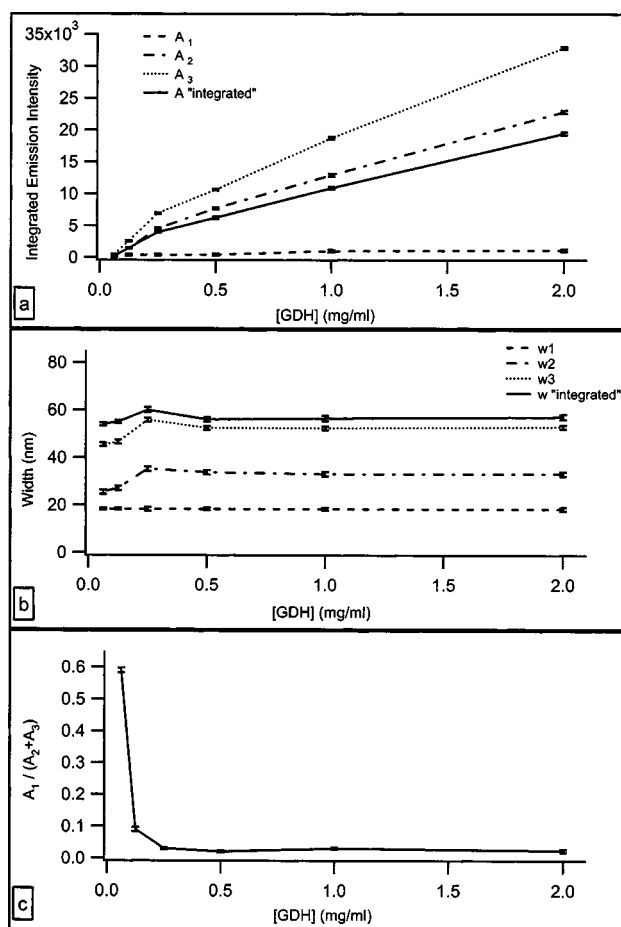 35x10³
30
25
20
15
10
5
0
Integrated Emission Intensity
A₁
A₂
A₃
A "integrated"
0.0 0.5 1.0 1.5 2.0
[GDH] (mg/ml)
a
80
60
40
20
0
Width (nm)
w1
w2
w3
w "integrated"
0.0 0.5 1.0 1.5 2.0
[GDH] (mg/ml)
b
0.6
0.5
0.4
0.3
0.2
0.1
0.0
A₁ / (A₂+A₃)
0.0 0.5 1.0 1.5 2.0
[GDH] (mg/ml)
c